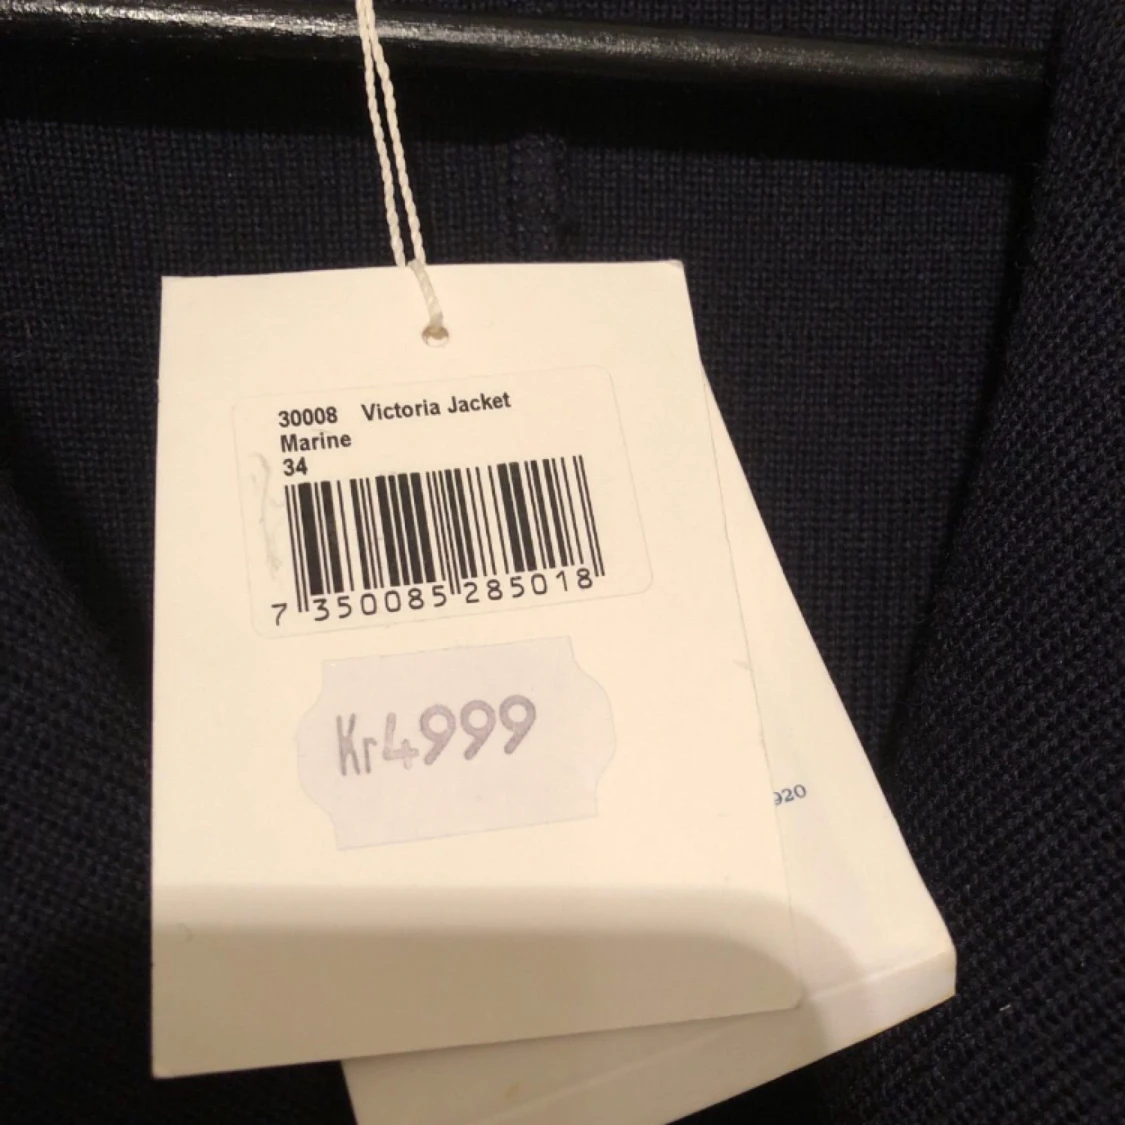 30008 Victoria Jacket
Marine
34
7 350085 285018
Kr4999
920